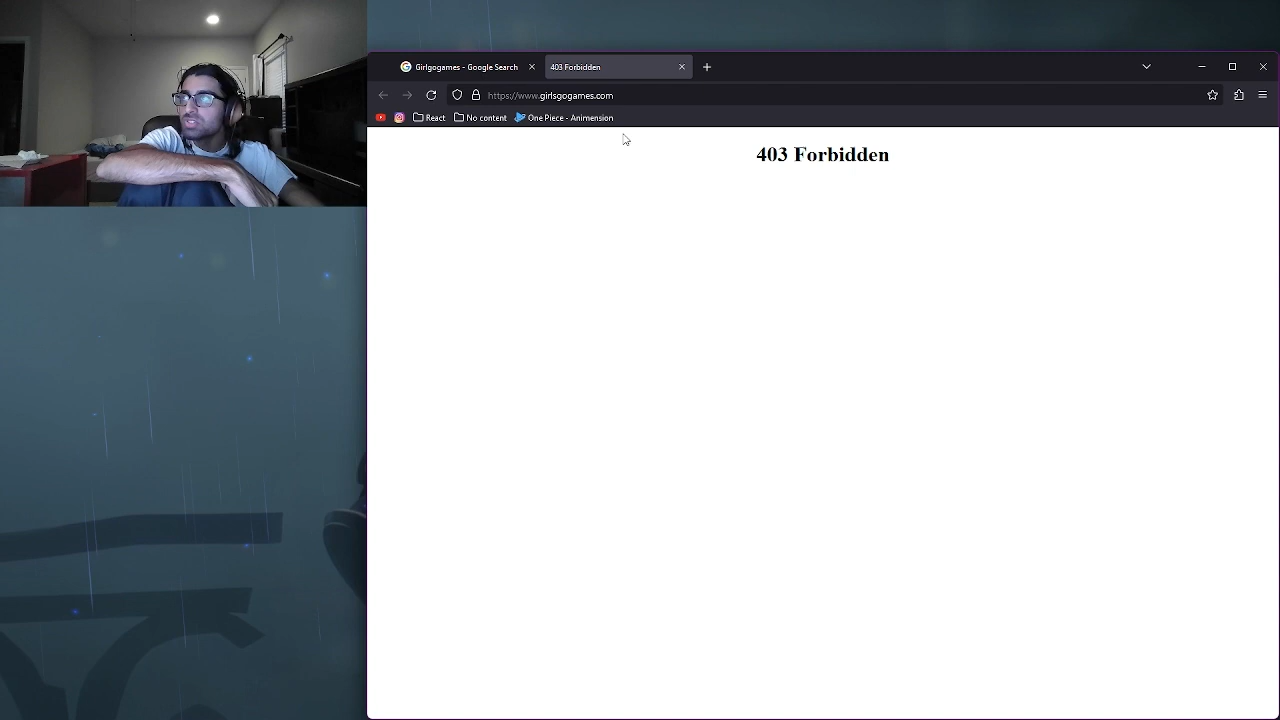 Girlgogames - Google Search
403 Forbidden
https://www.girlsgogames.com
React
No content
One Piece - Animension
403 Forbidden